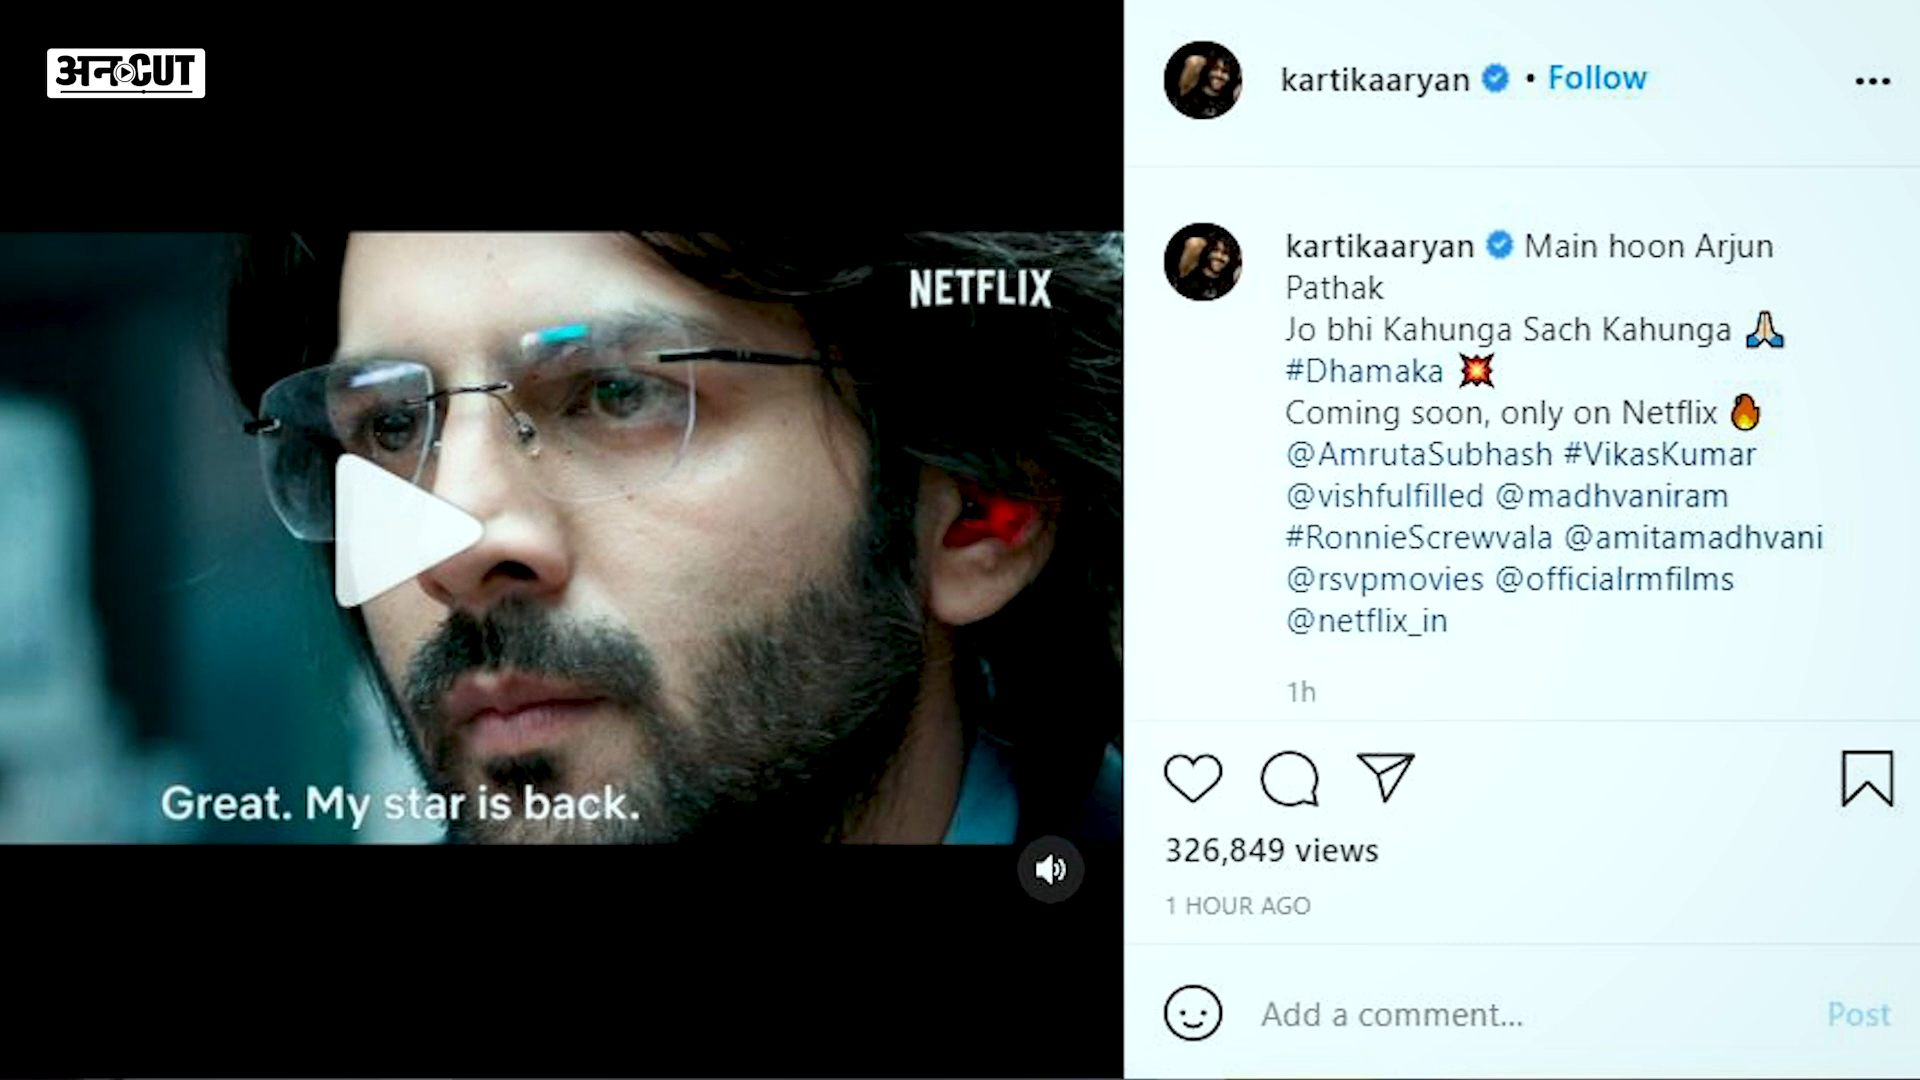 अनCUT
NETFLIX
Great. My star is back.
kartikaaryan • Follow
kartikaaryan Main hoon Arjun
Pathak
Jo bhi Kahunga Sach Kahunga 🙏🏻
#Dhamaka 💥
Coming soon, only on Netflix 🔥
@AmrutaSubhash #VikasKumar
@vishfulfilled @madhvaniram
#RonnieScrewvala @amitamadhvani
@rsvpmovies @officialrmfilms
@netflix_in
1h
326,849 views
1 HOUR AGO
Add a comment...
Post